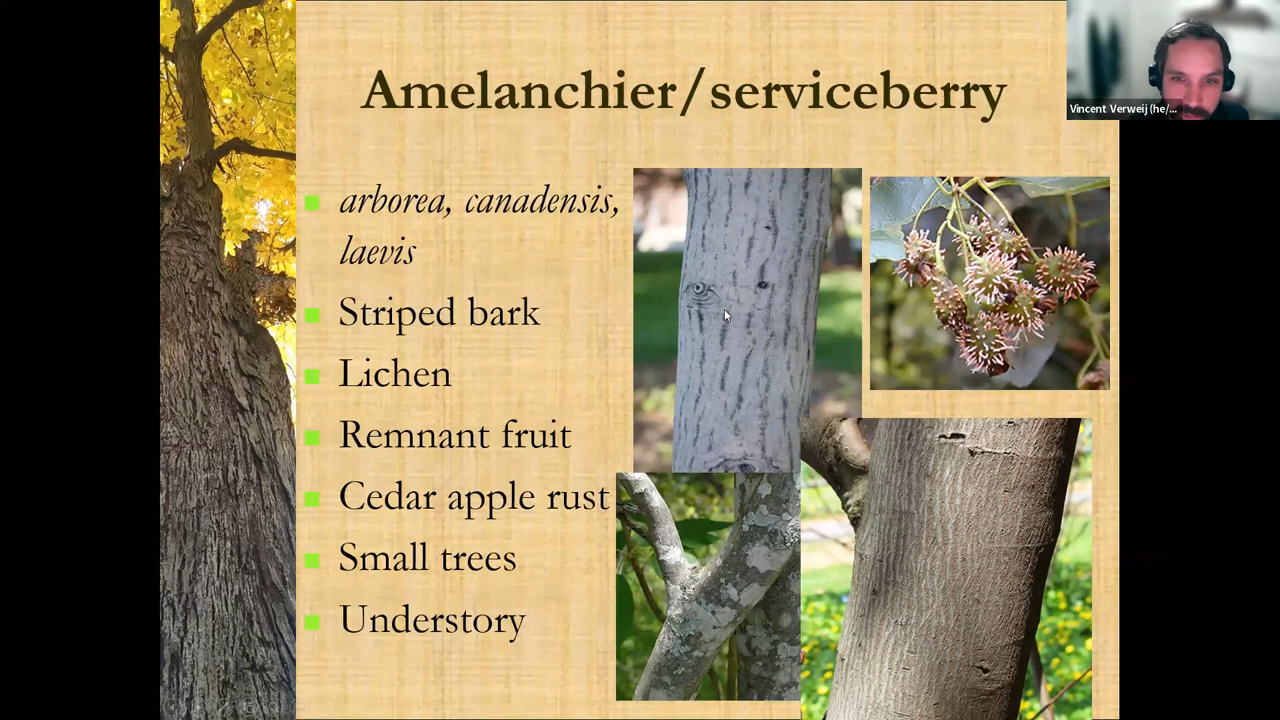 Amelanchier/serviceberry
Vincent Verweij (he/...
arborea, canadensis,
laevis
Striped bark
Lichen
Remnant fruit
Cedar apple rust
Small trees
Understory